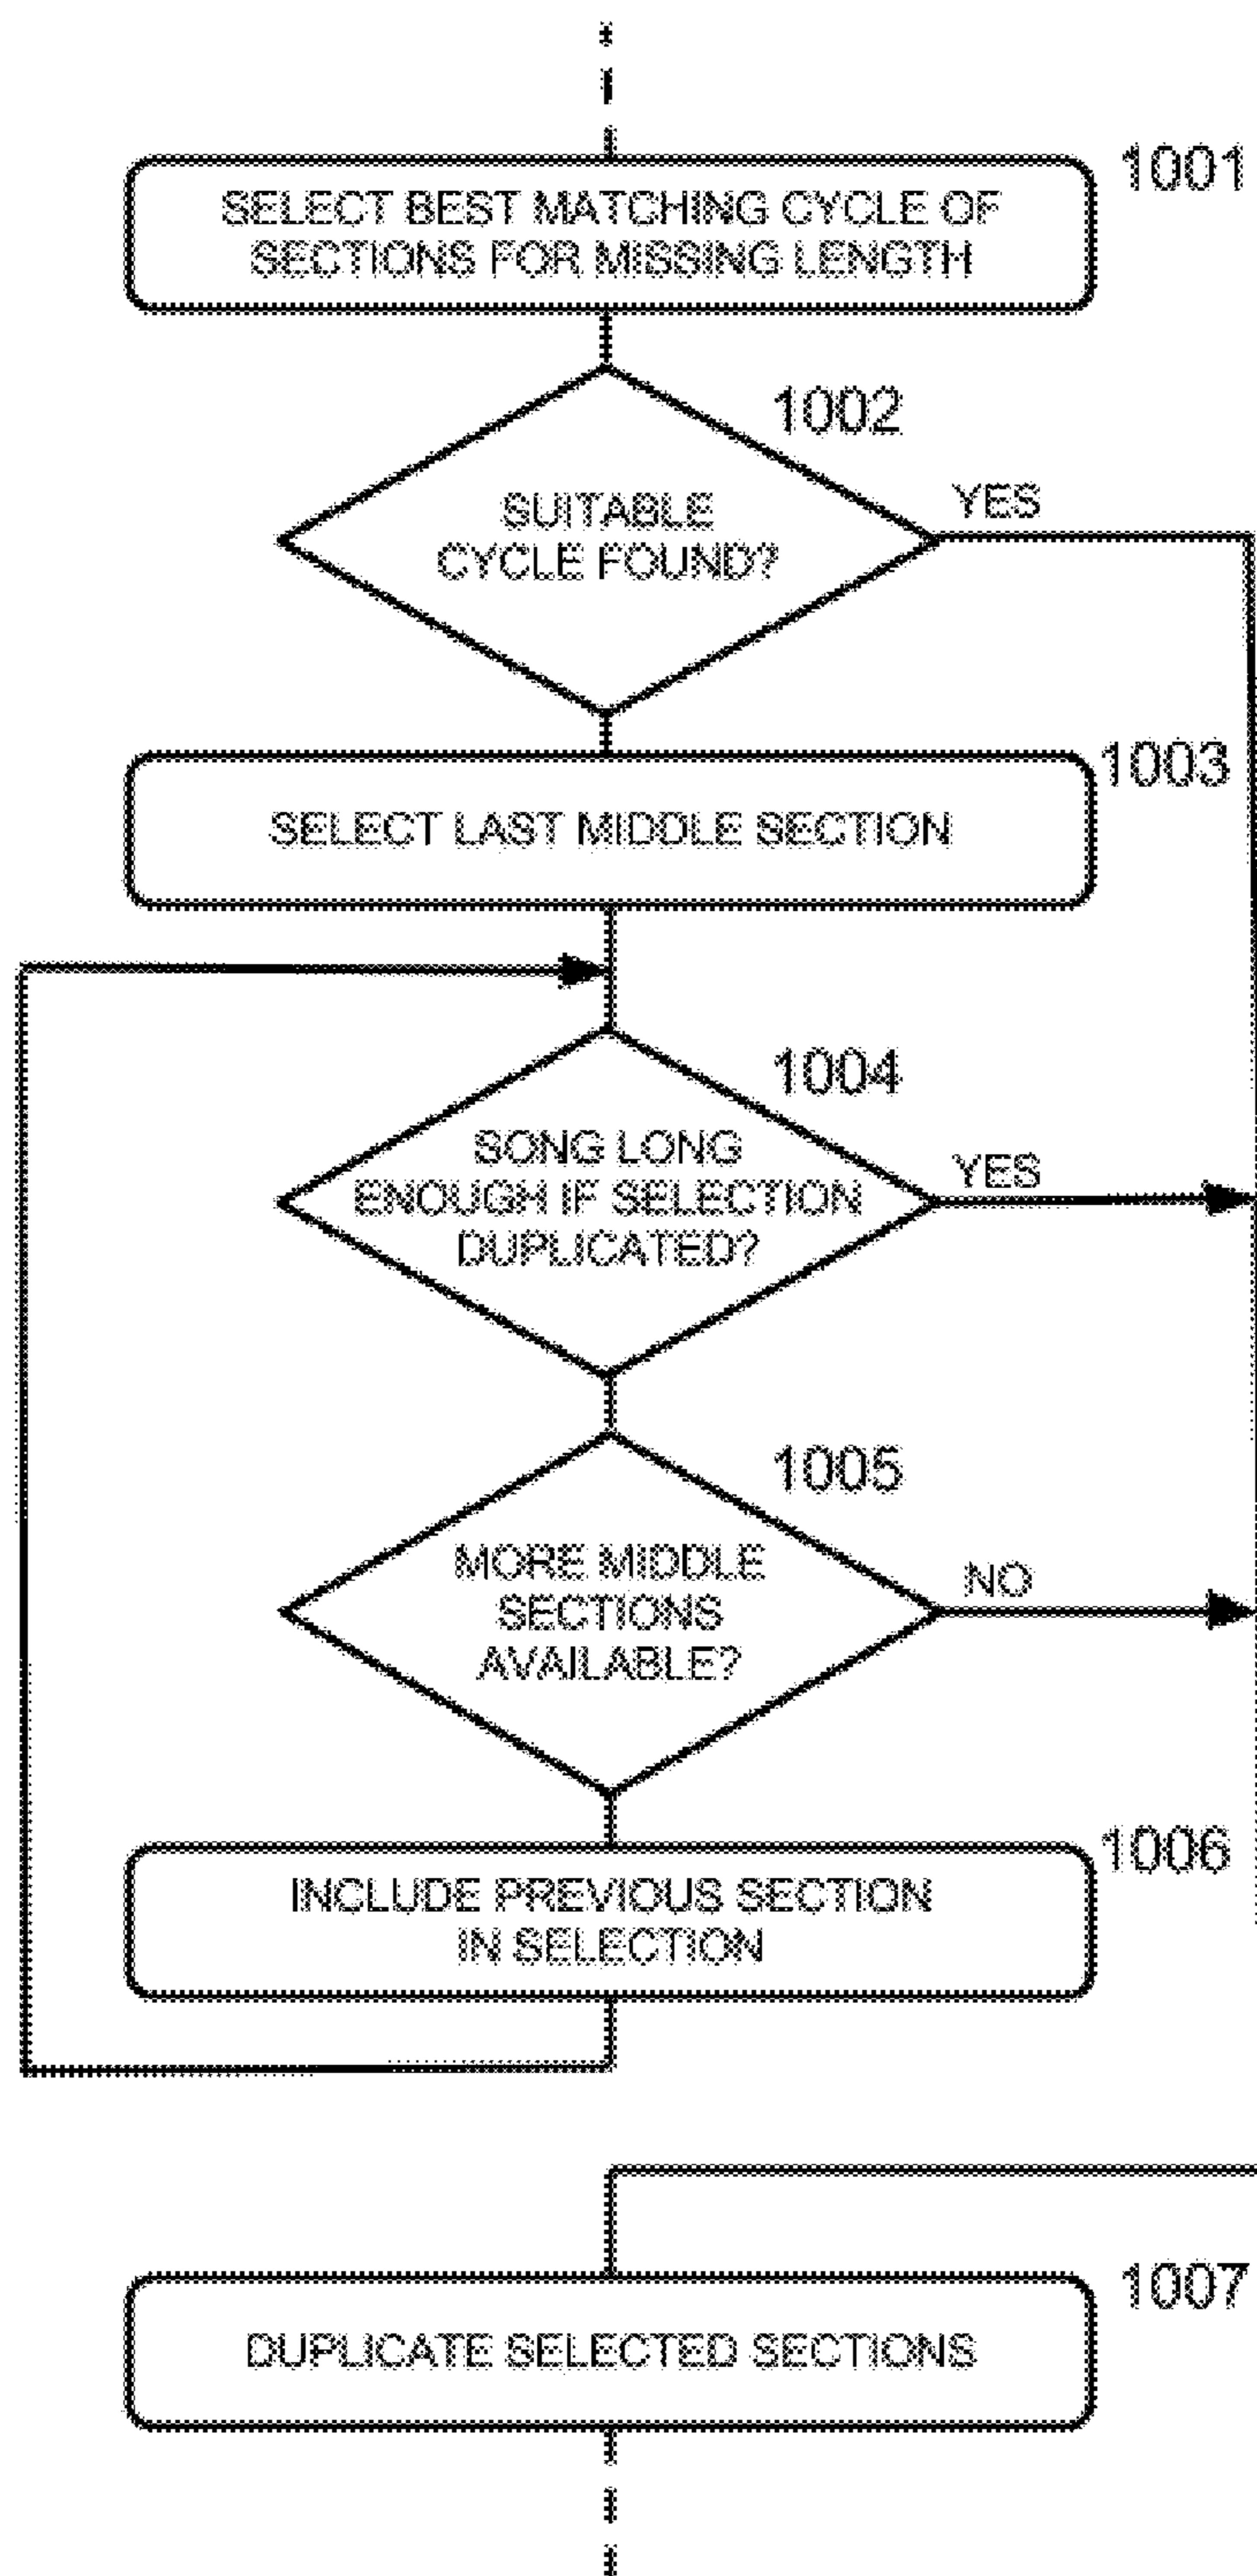 1001
SELECT BEST MATCHING CYCLE OF
SECTIONS FOR MISSING LENGTH
1002
SUITABLE
CYCLE FOUND?
YES
1003
SELECT LAST MIDDLE SECTION
1004
SONG LONG
ENOUGH IF SELECTION
DUPLICATED?
YES
1005
MORE MIDDLE
SECTIONS
AVAILABLE?
NO
1006
INCLUDE PREVIOUS SECTION
IN SELECTION
1007
DUPLICATE SELECTED SECTIONS